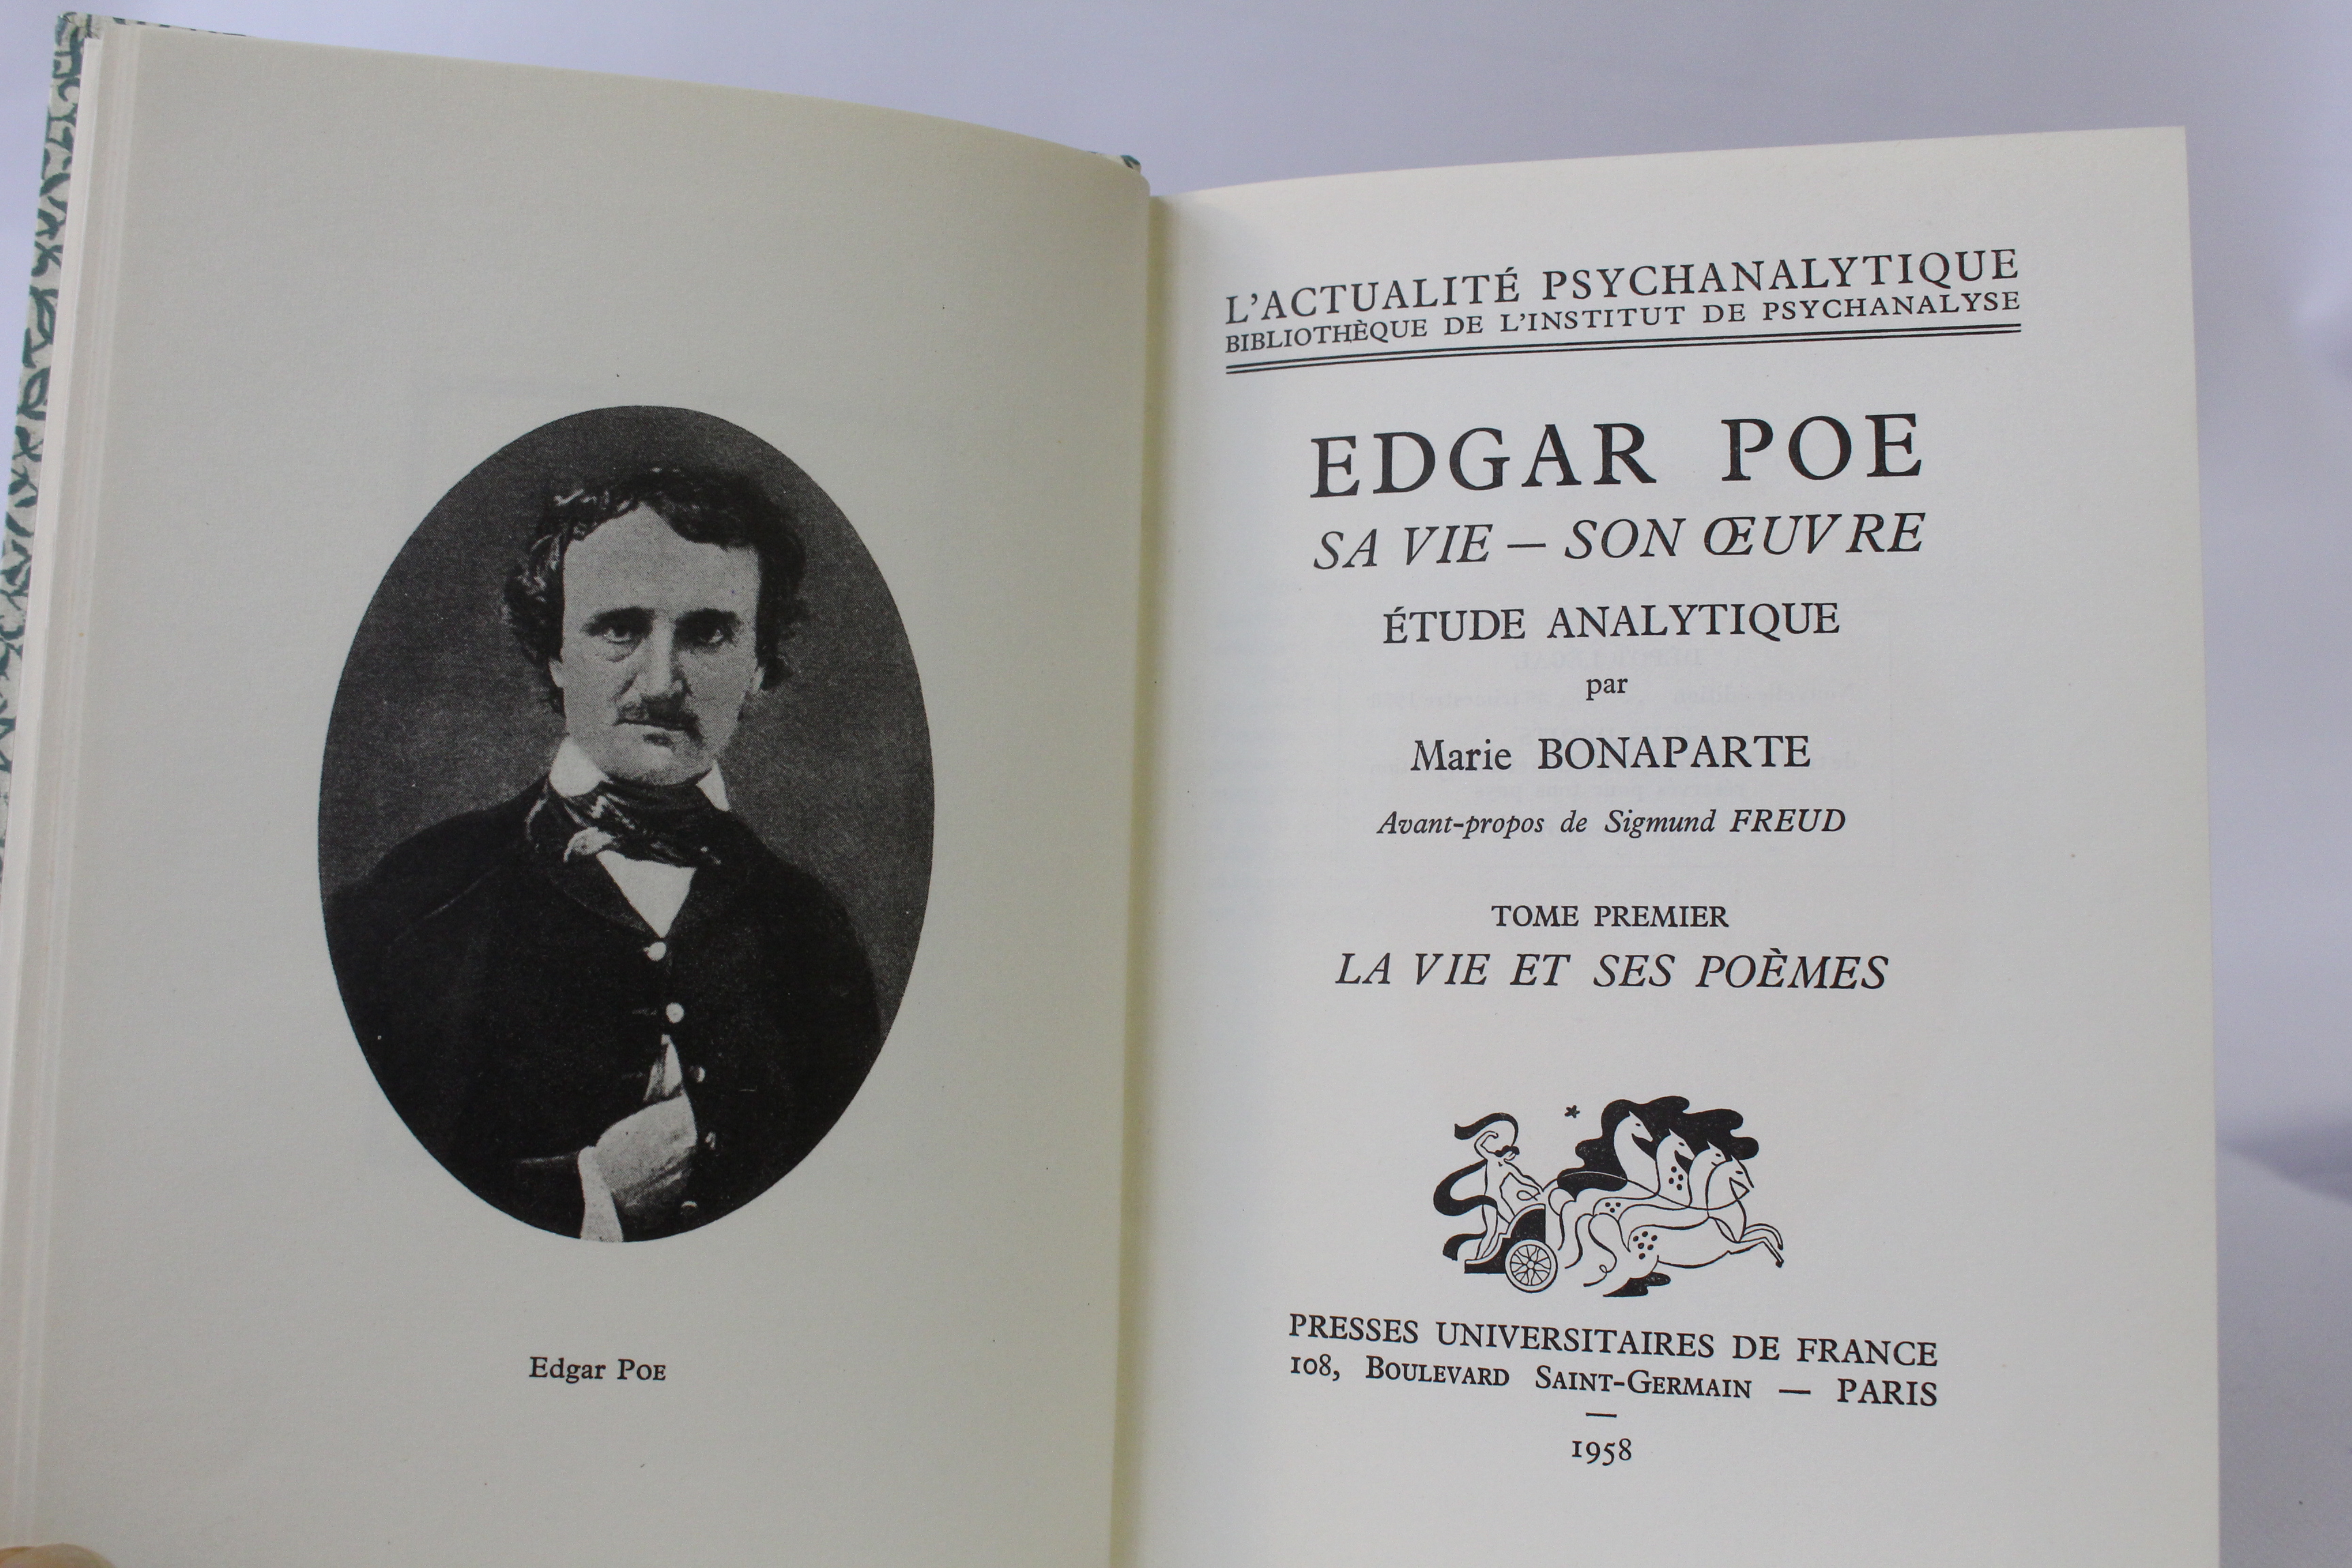 Edgar Poe
L'ACTUALITÉ PSYCHANALYTIQUE
BIBLIOTHÈQUE DE L'INSTITUT DE PSYCHANALYSE
EDGAR POE
SA VIE — SON ŒUVRE
ÉTUDE ANALYTIQUE
par
Marie BONAPARTE
Avant-propos de Sigmund FREUD
TOME PREMIER
LA VIE ET SES POÈMES
PRESSES UNIVERSITAIRES DE FRANCE
108, Boulevard Saint-Germain — PARIS
—
1958